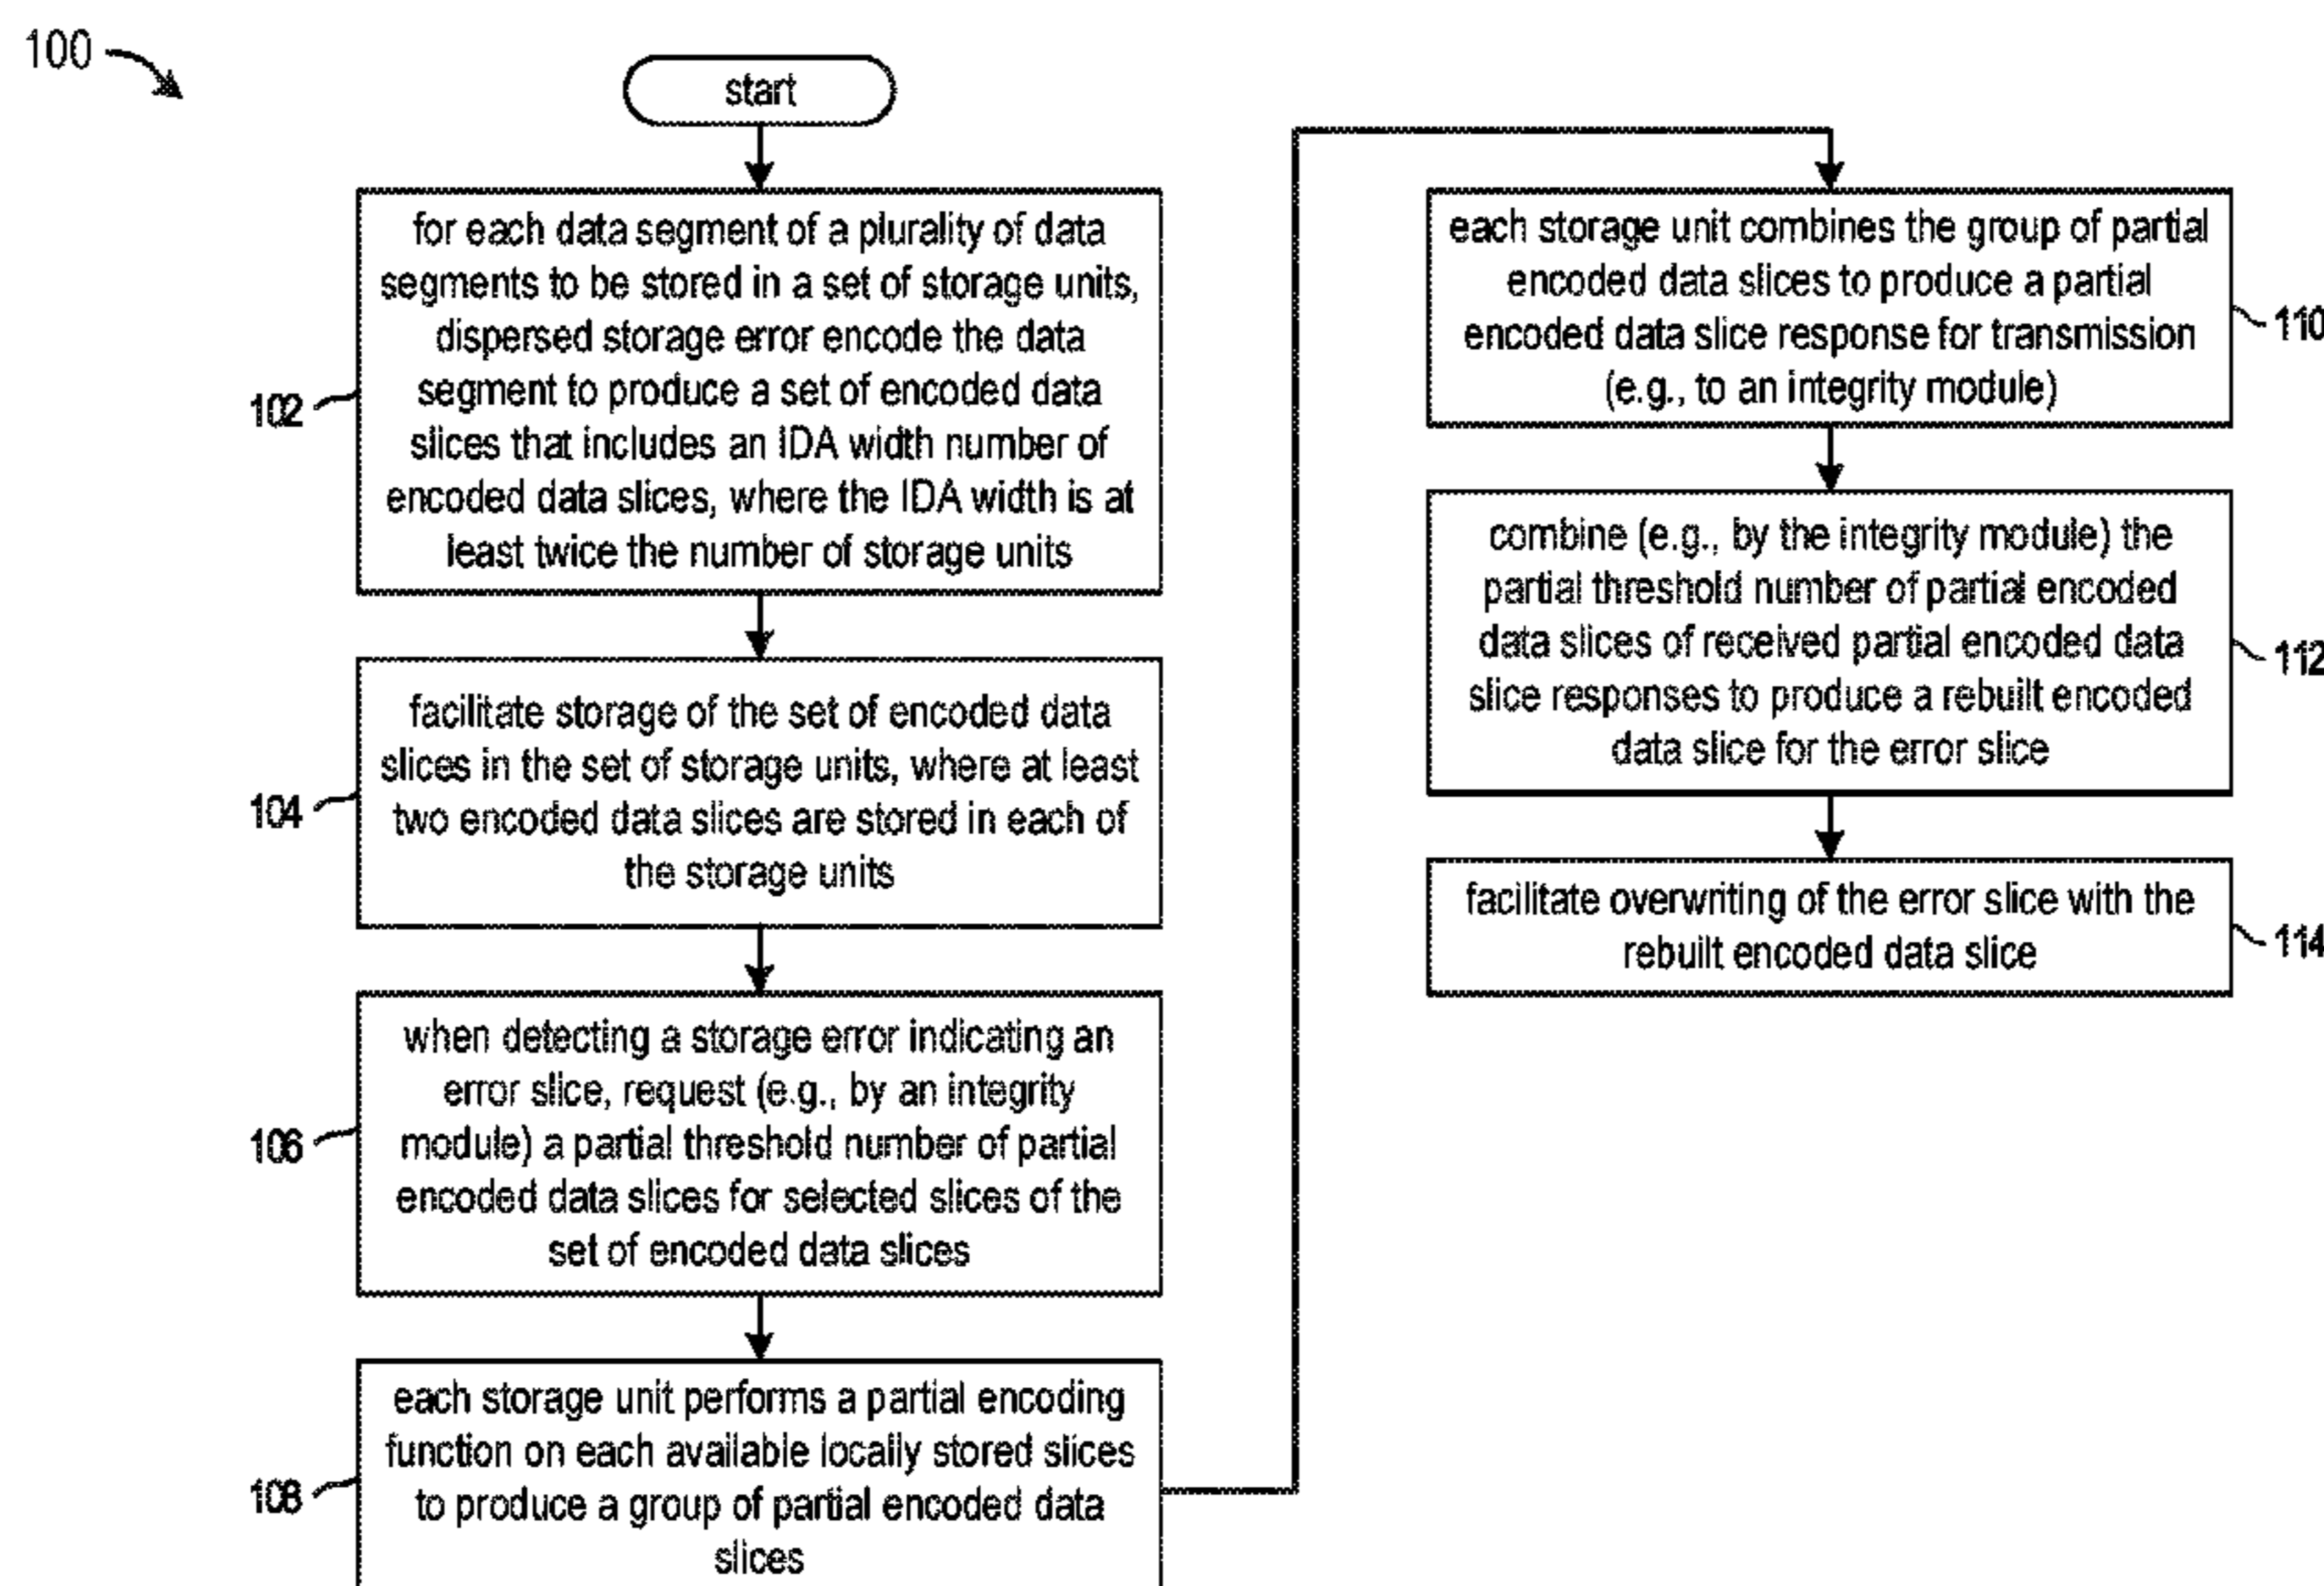 100
start
for each data segment of a plurality of data
segments to be stored in a set of storage units,
dispersed storage error encode the data
segment to produce a set of encoded data
slices that includes an IDA width number of
encoded data slices, where the IDA width is at
least twice the number of storage units
102
facilitate storage of the set of encoded data
slices in the set of storage units, where at least
two encoded data slices are stored in each of
the storage units
104
when detecting a storage error indicating an
error slice, request (e.g., by an integrity
module) a partial threshold number of partial
encoded data slices for selected slices of the
set of encoded data slices
106
each storage unit performs a partial encoding
function on each available locally stored slices
to produce a group of partial encoded data
slices
108
each storage unit combines the group of partial
encoded data slices to produce a partial
encoded data slice response for transmission
(e.g., to an integrity module)
110
combine (e.g., by the integrity module) the
partial threshold number of partial encoded
data slices of received partial encoded data
slice responses to produce a rebuilt encoded
data slice for the error slice
112
facilitate overwriting of the error slice with the
rebuilt encoded data slice
114